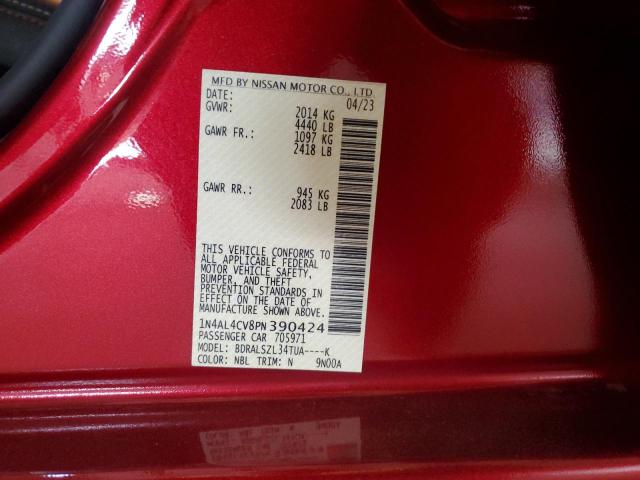 MFD BY NISSAN MOTOR CO., LTD.
DATE: 04/23
GVWR: 2014 KG
4440 LB
GAWR FR.: 1097 KG
2418 LB
GAWR RR.: 945 KG
2083 LB
THIS VEHICLE CONFORMS TO
ALL APPLICABLE FEDERAL
MOTOR VEHICLE SAFETY,
BUMPER, AND THEFT
PREVENTION STANDARDS IN
EFFECT ON THE DATE OF
MANUFACTURE SHOWN ABOVE.
1N4AL4CV8PN390424
PASSENGER CAR 705971
MODEL: BDRALSZL34TUA----K
COLOR: NBL TRIM: N 9N00A